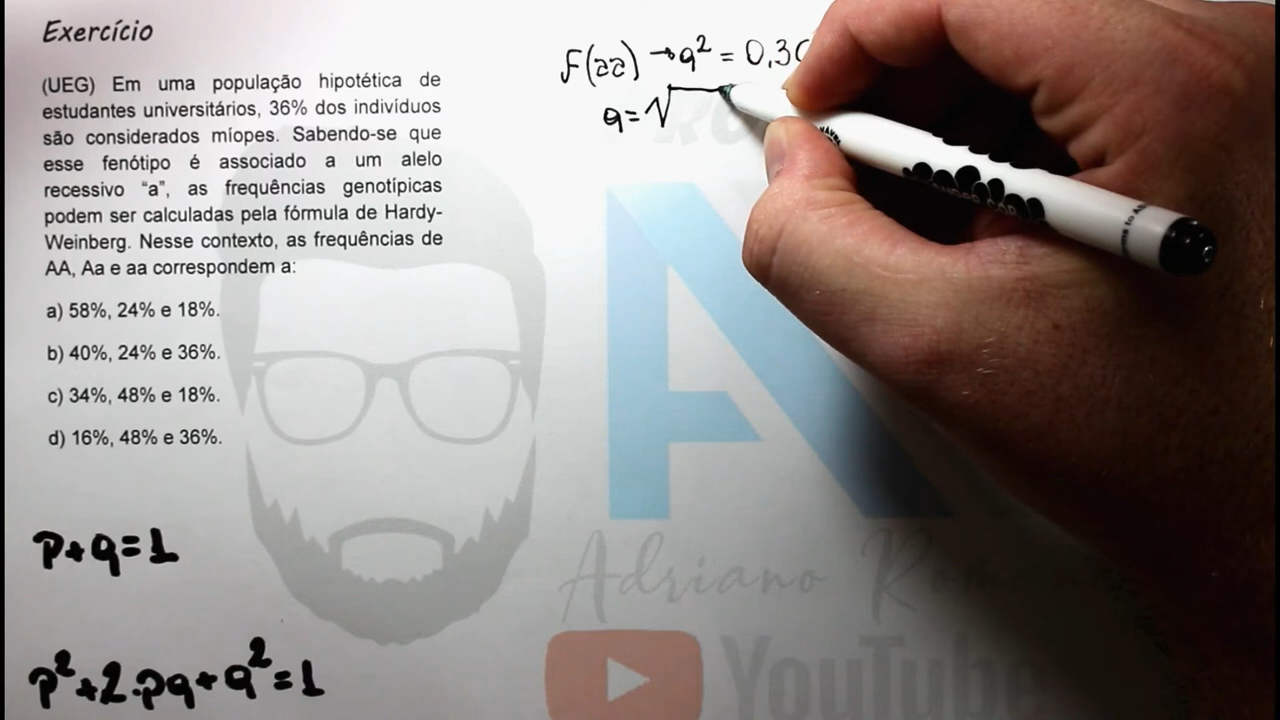 Exercício
(UEG) Em uma população hipotética de
estudantes universitários, 36% dos indivíduos
são considerados míopes. Sabendo-se que
esse fenótipo é associado a um alelo
recessivo “a”, as frequências genotípicas
podem ser calculadas pela fórmula de Hardy-
Weinberg. Nesse contexto, as frequências de
AA, Aa e aa correspondem a:
a) 58%, 24% e 18%.
b) 40%, 24% e 36%.
c) 34%, 48% e 18%.
d) 16%, 48% e 36%.
p+q=1
p²+2.pq+q²=1
f(aa) →q² = 0,3
q=√
Adriano
YouTube